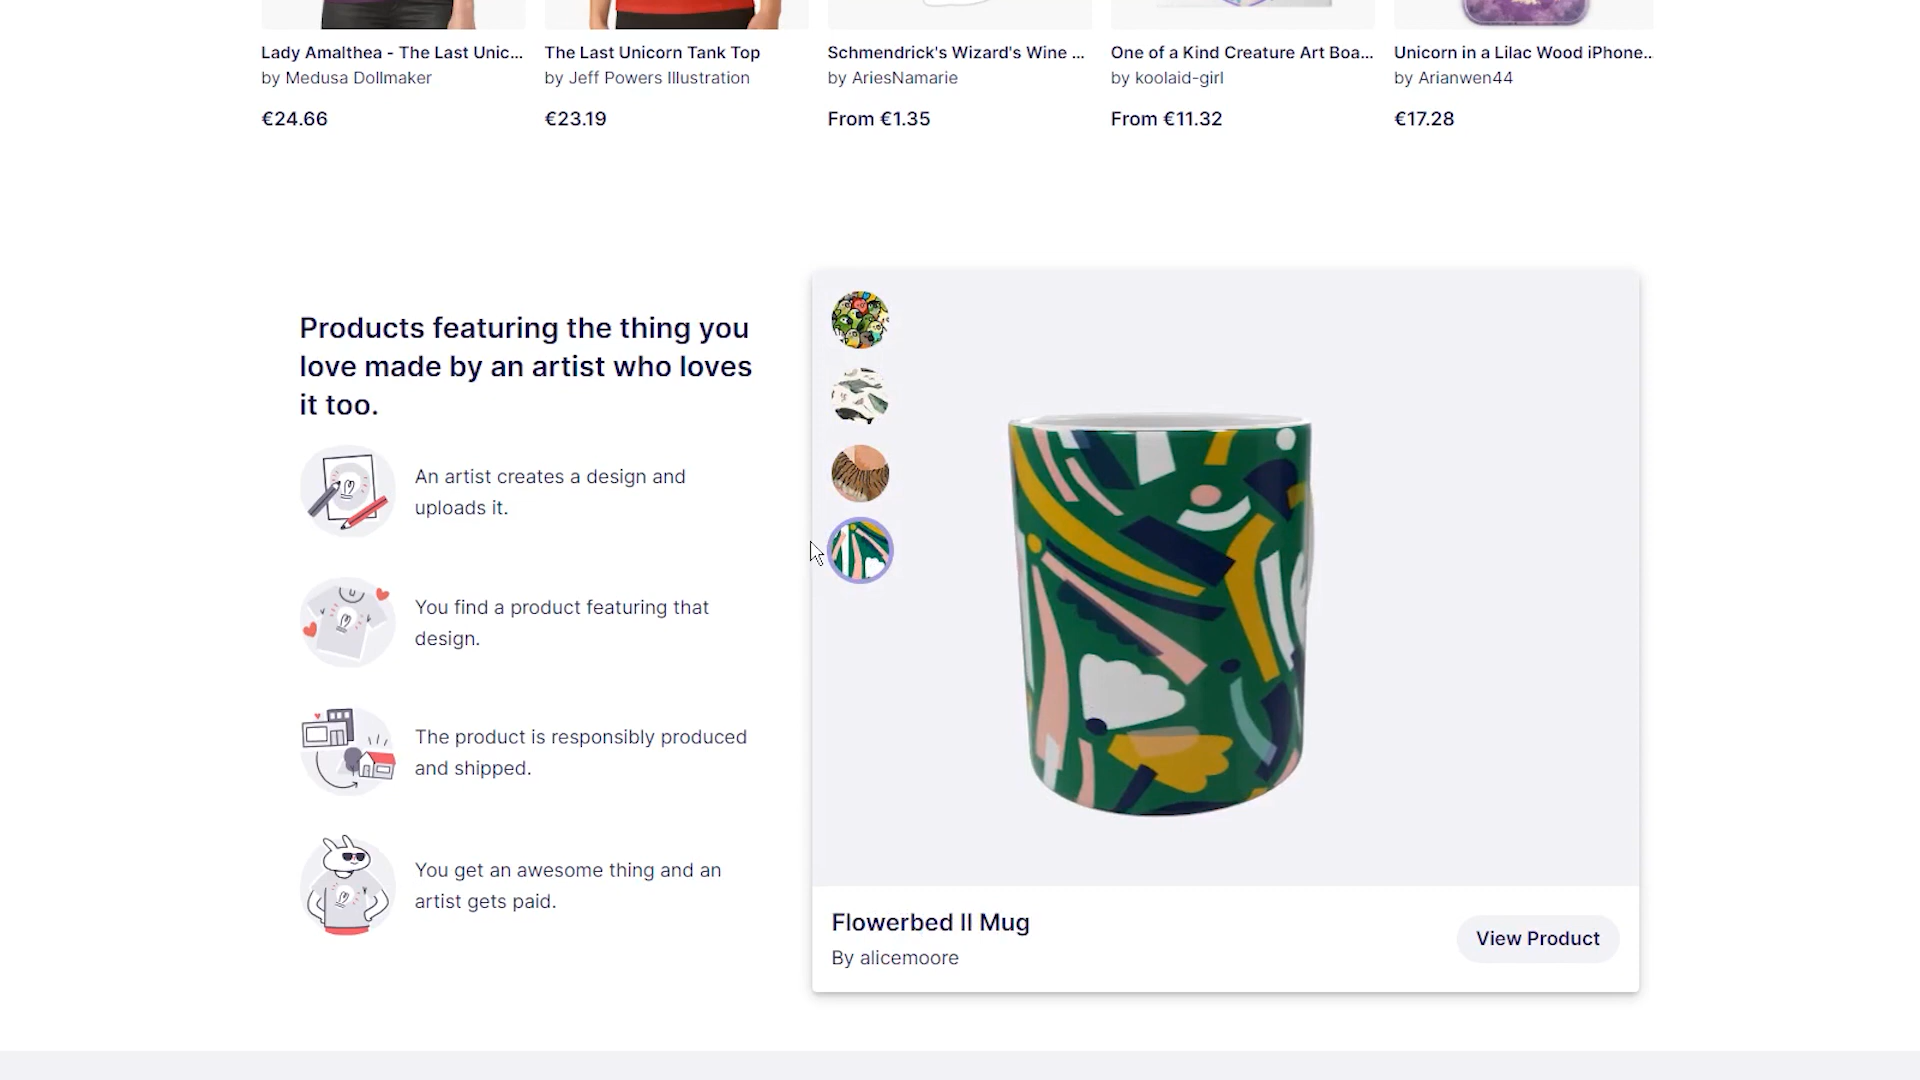 Lady Amalthea - The Last Unic...
by Medusa Dollmaker
€24.66
The Last Unicorn Tank Top
by Jeff Powers Illustration
€23.19
Schmendrick's Wizard's Wine ...
by AriesNamarie
From €1.35
One of a Kind Creature Art Boa...
by koolaid-girl
From €11.32
Unicorn in a Lilac Wood iPhone...
by Arianwen44
€17.28
Products featuring the thing you
love made by an artist who loves
it too.
An artist creates a design and
uploads it.
You find a product featuring that
design.
The product is responsibly produced
and shipped.
You get an awesome thing and an
artist gets paid.
Flowerbed II Mug
By alicemoore
View Product